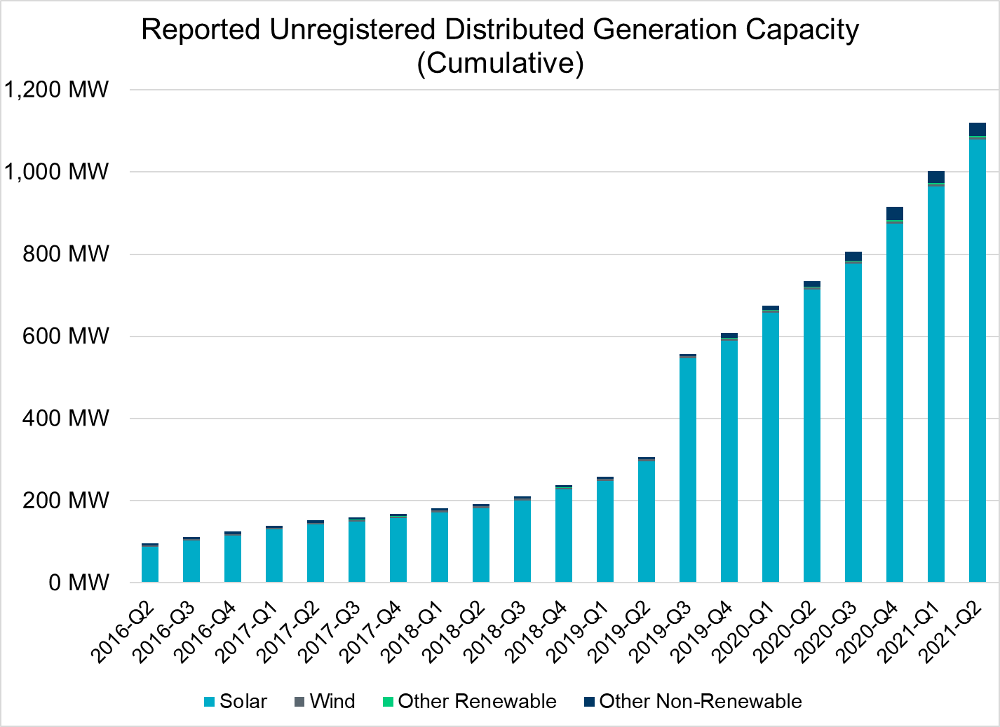 Reported Unregistered Distributed Generation Capacity
(Cumulative)
1,200 MW
1,000 MW
800 MW
600 MW
400 MW
200 MW
0 MW
2016-Q2
2016-Q3
2016-Q4
2017-Q1
2017-Q2
2017-Q3
2017-Q4
2018-Q1
2018-Q2
2018-Q3
2018-Q4
2019-Q1
2019-Q2
2019-Q3
2019-Q4
2020-Q1
2020-Q2
2020-Q3
2020-Q4
2021-Q1
2021-Q2
Solar Wind Other Renewable Other Non-Renewable